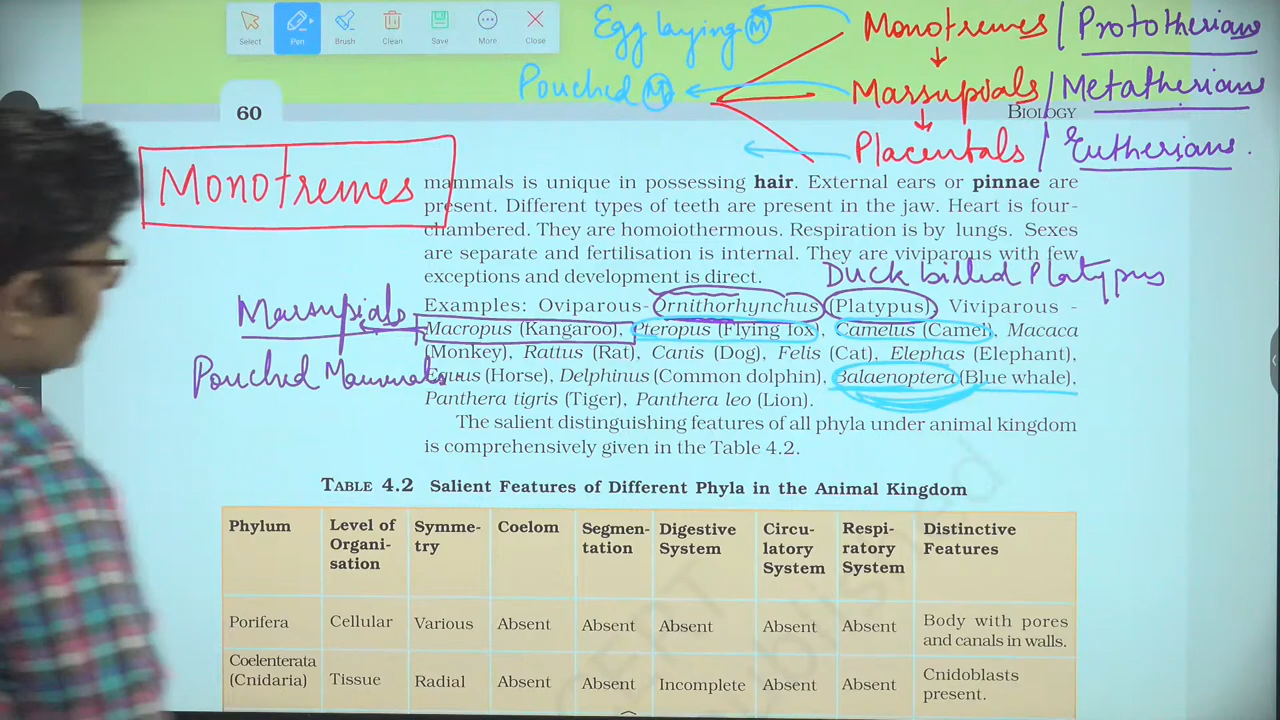 Select Pen Brush Clean Save More Close
Egg laying M
Monotremes / Prototherians
Pouched M
Marsupials / Metatherians
Placentals / Eutherians.
60
BIOLOGY
Monotremes
mammals is unique in possessing hair. External ears or pinnae are
present. Different types of teeth are present in the jaw. Heart is four-
chambered. They are homoiothermous. Respiration is by lungs. Sexes
are separate and fertilisation is internal. They are viviparous with few
exceptions and development is direct.
Duck billed Platypus
Examples: Oviparous- Ornithorhynchus (Platypus), Viviparous -
Marsupials
Macropus (Kangaroo), Pteropus (Flying fox), Camelus (Camel), Macaca
(Monkey), Rattus (Rat), Canis (Dog), Felis (Cat), Elephas (Elephant),
Pouched Mammals
Equus (Horse), Delphinus (Common dolphin), Balaenoptera (Blue whale),
Panthera tigris (Tiger), Panthera leo (Lion).
The salient distinguishing features of all phyla under animal kingdom
is comprehensively given in the Table 4.2.
TABLE 4.2 Salient Features of Different Phyla in the Animal Kingdom
Phylum Level of Organi-sation Symme-try Coelom Segmen-tation Digestive System Circu-latory System Respi-ratory System Distinctive Features
Porifera Cellular Various Absent Absent Absent Absent Absent Body with pores and canals in walls.
Coelenterata (Cnidaria) Tissue Radial Absent Absent Incomplete Absent Absent Cnidoblasts present.